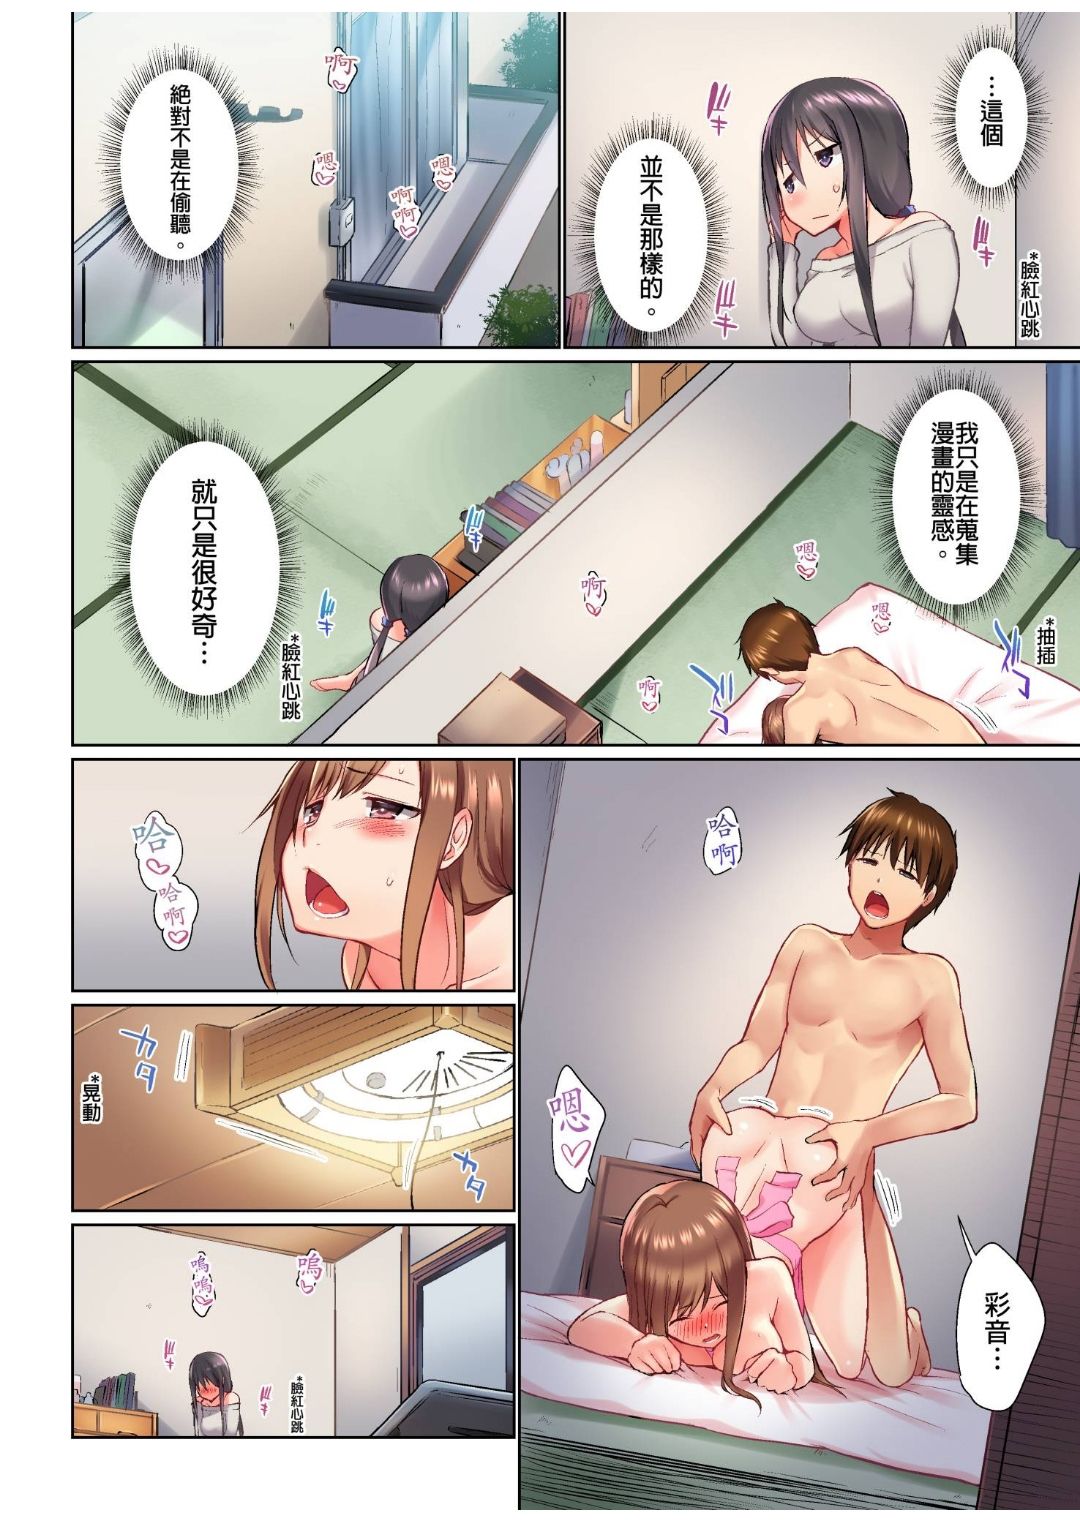 …這個
並不是那樣的。
*臉紅心跳
ドキ
ドキ
ドキ
啊♡
嗯♡
嗯♡
啊
啊♡
絕對不是在偷聽。
我只是在蒐集
漫畫的靈感。
*抽插
嗯♡
嗯♡
啊♡
啊♡
ドキ
ドキ
*臉紅心跳
就只是很好奇…
哈啊
嗯♡
彩音…
哈♡
哈啊♡
カタ
*晃動
カタ
嗚♡
嗚
嗚♡
ドキ
ドキ
*臉紅心跳